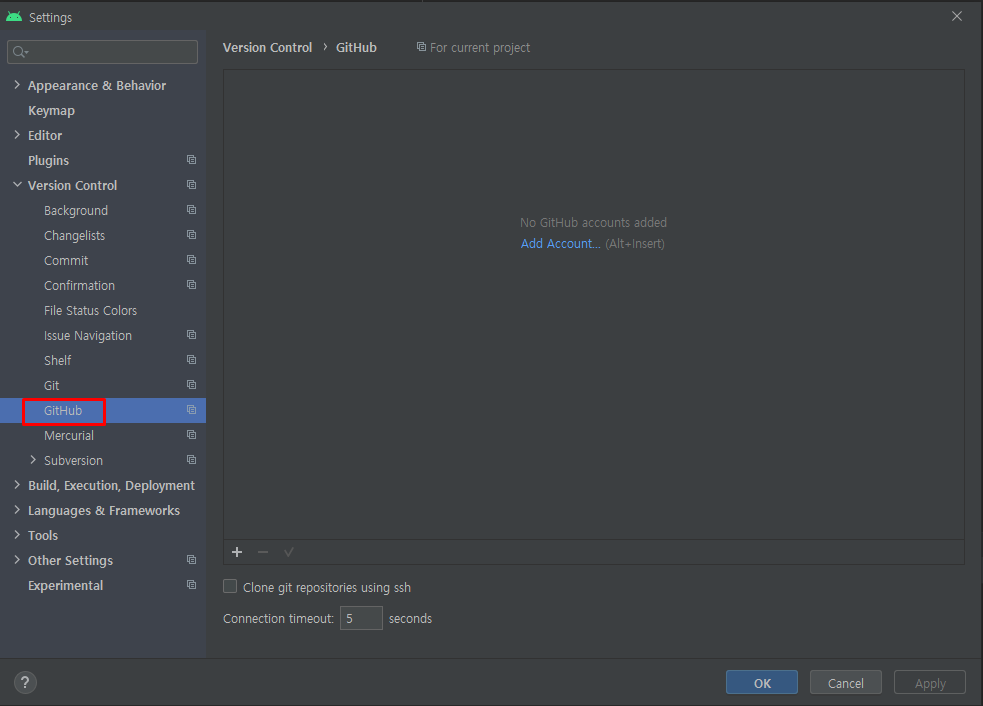 Settings
Version Control › GitHub For current project
Appearance & Behavior
Keymap
Editor
Plugins
Version Control
Background
Changelists
Commit
Confirmation
File Status Colors
Issue Navigation
Shelf
Git
GitHub
Mercurial
Subversion
Build, Execution, Deployment
Languages & Frameworks
Tools
Other Settings
Experimental
No GitHub accounts added
Add Account... (Alt+Insert)
Clone git repositories using ssh
Connection timeout: 5 seconds
? OK Cancel Apply